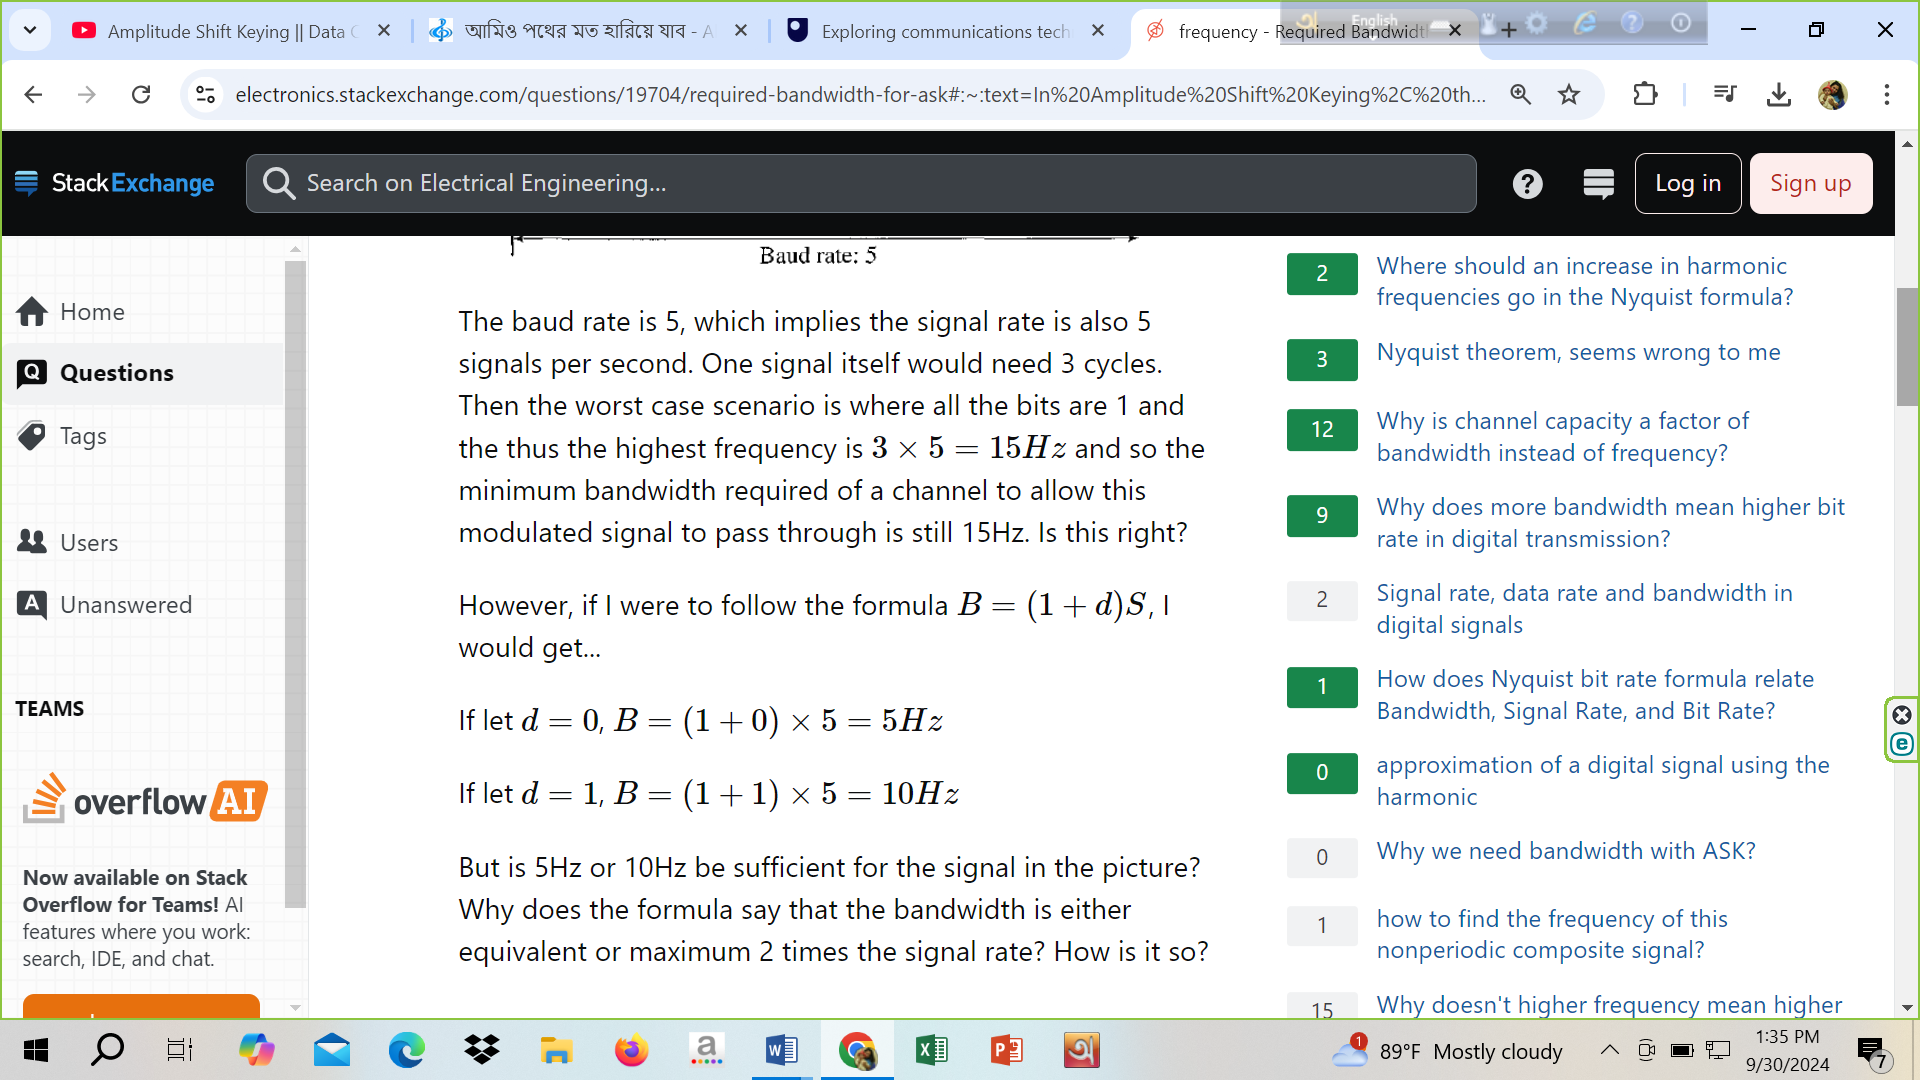 Amplitude Shift Keying || Data C
আমিও পথের মত হারিয়ে যাব - A
Exploring communications tech
frequency - Required Bandwidt
English
electronics.stackexchange.com/questions/19704/required-bandwidth-for-ask#:~:text=In%20Amplitude%20Shift%20Keying%2C%20th...
StackExchange
Search on Electrical Engineering...
Log in
Sign up
Home
Questions
Tags
Users
Unanswered
TEAMS
overflowAI
Now available on Stack
Overflow for Teams! AI
features where you work:
search, IDE, and chat.
Baud rate: 5
The baud rate is 5, which implies the signal rate is also 5
signals per second. One signal itself would need 3 cycles.
Then the worst case scenario is where all the bits are 1 and
the thus the highest frequency is 3 × 5 = 15Hz and so the
minimum bandwidth required of a channel to allow this
modulated signal to pass through is still 15Hz. Is this right?
However, if I were to follow the formula B = (1 + d)S, I
would get...
If let d = 0, B = (1 + 0) × 5 = 5Hz
If let d = 1, B = (1 + 1) × 5 = 10Hz
But is 5Hz or 10Hz be sufficient for the signal in the picture?
Why does the formula say that the bandwidth is either
equivalent or maximum 2 times the signal rate? How is it so?
2 Where should an increase in harmonic
frequencies go in the Nyquist formula?
3 Nyquist theorem, seems wrong to me
12 Why is channel capacity a factor of
bandwidth instead of frequency?
9 Why does more bandwidth mean higher bit
rate in digital transmission?
2 Signal rate, data rate and bandwidth in
digital signals
1 How does Nyquist bit rate formula relate
Bandwidth, Signal Rate, and Bit Rate?
0 approximation of a digital signal using the
harmonic
0 Why we need bandwidth with ASK?
1 how to find the frequency of this
nonperiodic composite signal?
15 Why doesn't higher frequency mean higher
1
89°F Mostly cloudy
1:35 PM
9/30/2024
7